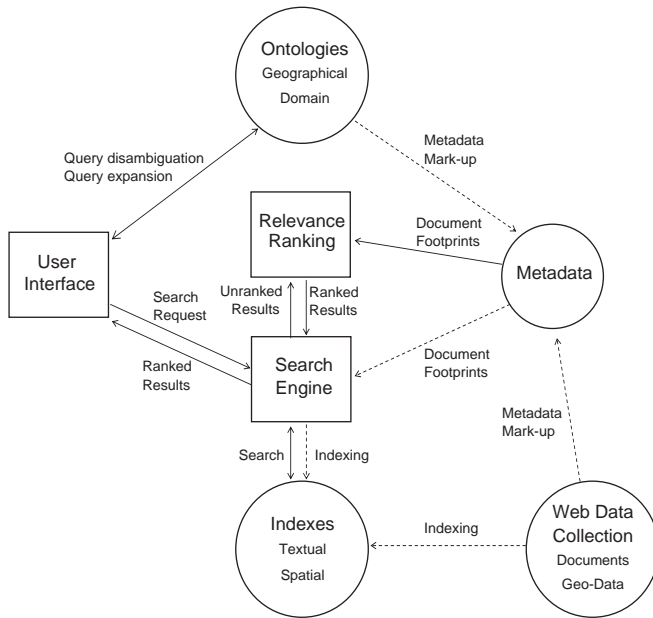 Ontologies
Geographical
Domain
Metadata
Mark-up
Query disambiguation
Query expansion
Relevance
Ranking
Document
Footprints
User
Interface
Metadata
Search
Request
Unranked
Results
Ranked
Results
Ranked
Results
Search
Engine
Document
Footprints
Metadata
Mark-up
Search
Indexing
Indexes
Textual
Spatial
Indexing
Web Data
Collection
Documents
Geo-Data